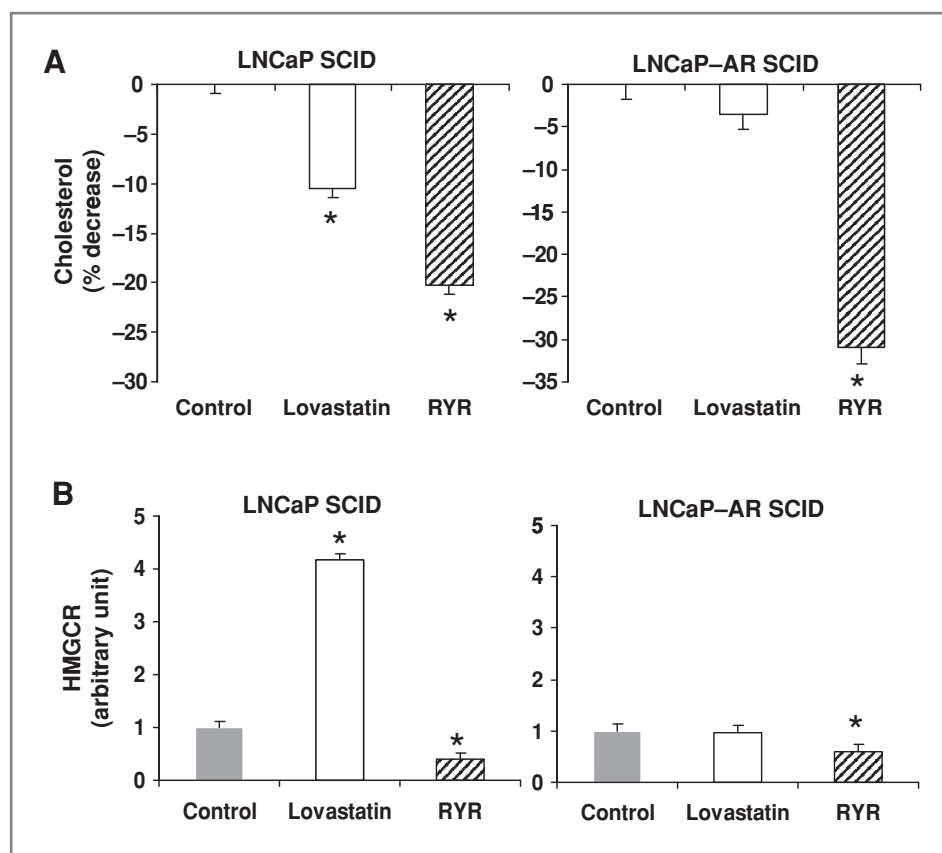 A
LNCaP SCID
LNCaP–AR SCID
Cholesterol
(% decrease)
0
–5
–10
–15
–20
–25
–30
*
*
Control Lovastatin RYR
0
–5
–10
–15
–20
–25
–30
–35
*
Control Lovastatin RYR
B
LNCaP SCID
LNCaP–AR SCID
HMGCR
(arbitrary unit)
5
4
3
2
1
0
*
*
Control Lovastatin RYR
5
4
3
2
1
0
*
Control Lovastatin RYR